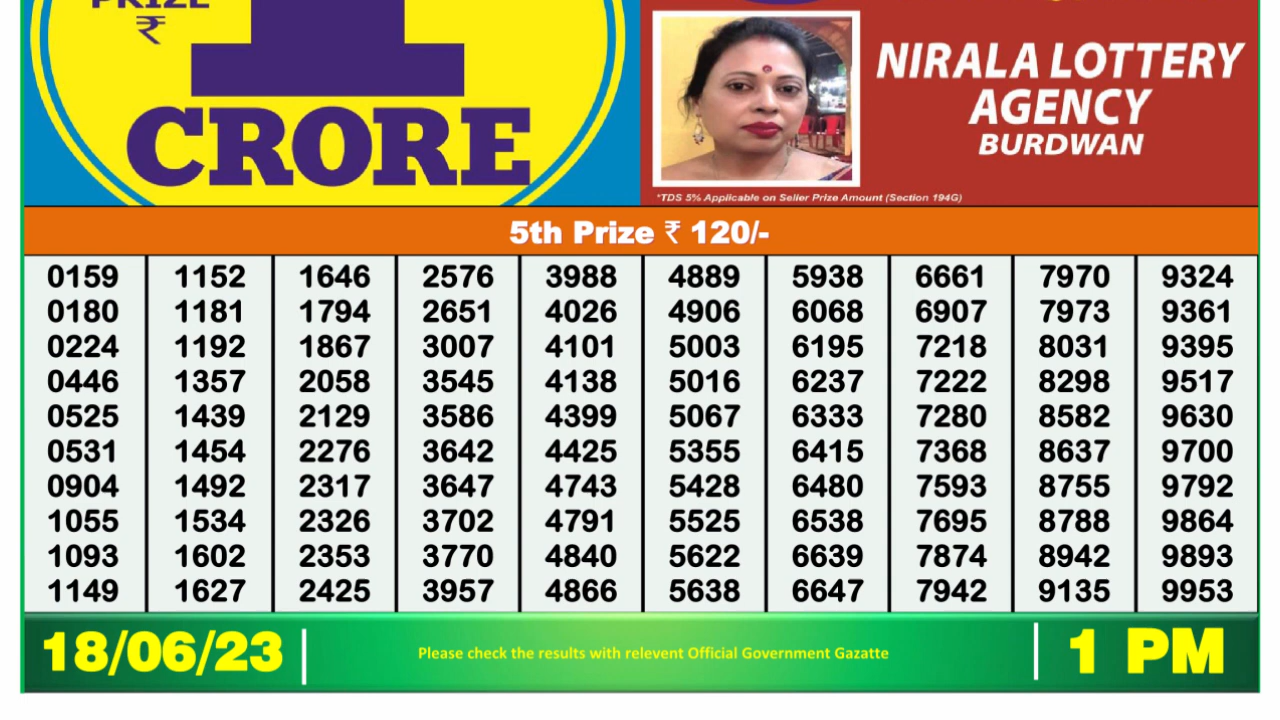 PRIZE
₹
1
CRORE
NIRALA LOTTERY
AGENCY
BURDWAN
*TDS 5% Applicable on Seller Prize Amount (Section 194G)
5th Prize ₹ 120/-
0159 1152 1646 2576 3988 4889 5938 6661 7970 9324
0180 1181 1794 2651 4026 4906 6068 6907 7973 9361
0224 1192 1867 3007 4101 5003 6195 7218 8031 9395
0446 1357 2058 3545 4138 5016 6237 7222 8298 9517
0525 1439 2129 3586 4399 5067 6333 7280 8582 9630
0531 1454 2276 3642 4425 5355 6415 7368 8637 9700
0904 1492 2317 3647 4743 5428 6480 7593 8755 9792
1055 1534 2326 3702 4791 5525 6538 7695 8788 9864
1093 1602 2353 3770 4840 5622 6639 7874 8942 9893
1149 1627 2425 3957 4866 5638 6647 7942 9135 9953
18/06/23
Please check the results with relevent Official Government Gazatte
1 PM